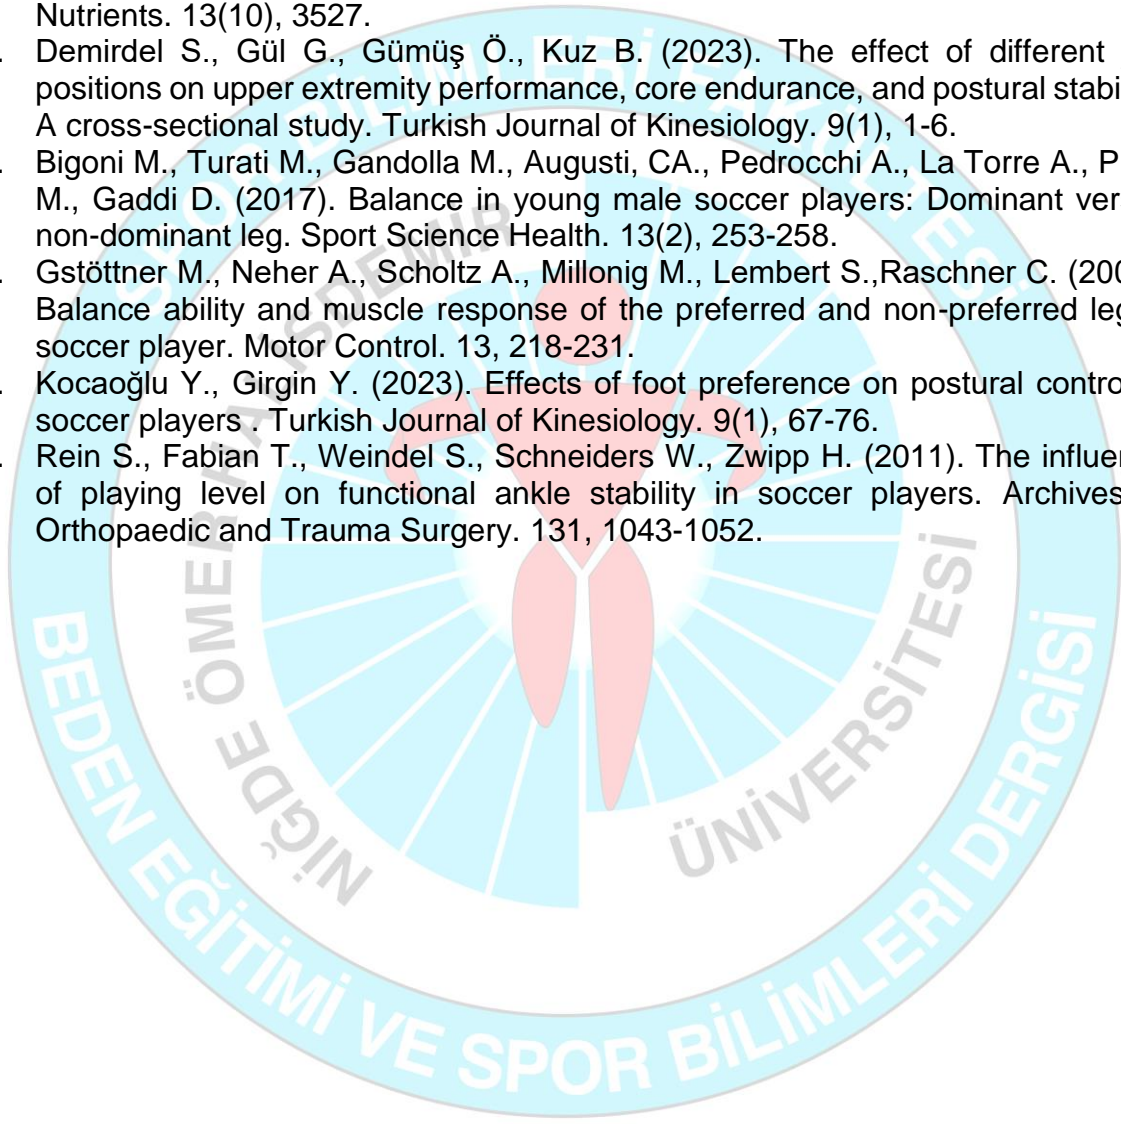 Nutrients. 13(10), 3527.
. Demirdel S., Gül G., Gümüş Ö., Kuz B. (2023). The effect of different
positions on upper extremity performance, core endurance, and postural stabi
A cross-sectional study. Turkish Journal of Kinesiology. 9(1), 1-6.
. Bigoni M., Turati M., Gandolla M., Augusti, CA., Pedrocchi A., La Torre A., P
M., Gaddi D. (2017). Balance in young male soccer players: Dominant ver
non-dominant leg. Sport Science Health. 13(2), 253-258.
. Gstöttner M., Neher A., Scholtz A., Millonig M., Lembert S.,Raschner C. (200
Balance ability and muscle response of the preferred and non-preferred leg
soccer player. Motor Control. 13, 218-231.
. Kocaoğlu Y., Girgin Y. (2023). Effects of foot preference on postural contro
soccer players . Turkish Journal of Kinesiology. 9(1), 67-76.
. Rein S., Fabian T., Weindel S., Schneiders W., Zwipp H. (2011). The influe
of playing level on functional ankle stability in soccer players. Archives
Orthopaedic and Trauma Surgery. 131, 1043-1052.
SPOR BİLİMLERİ FAKÜLTESİ
NİĞDE ÖMER HALİSDEMİR
ÜNİVERSİTESİ
BEDEN EĞİTİMİ VE SPOR BİLİMLERİ DERGİSİ